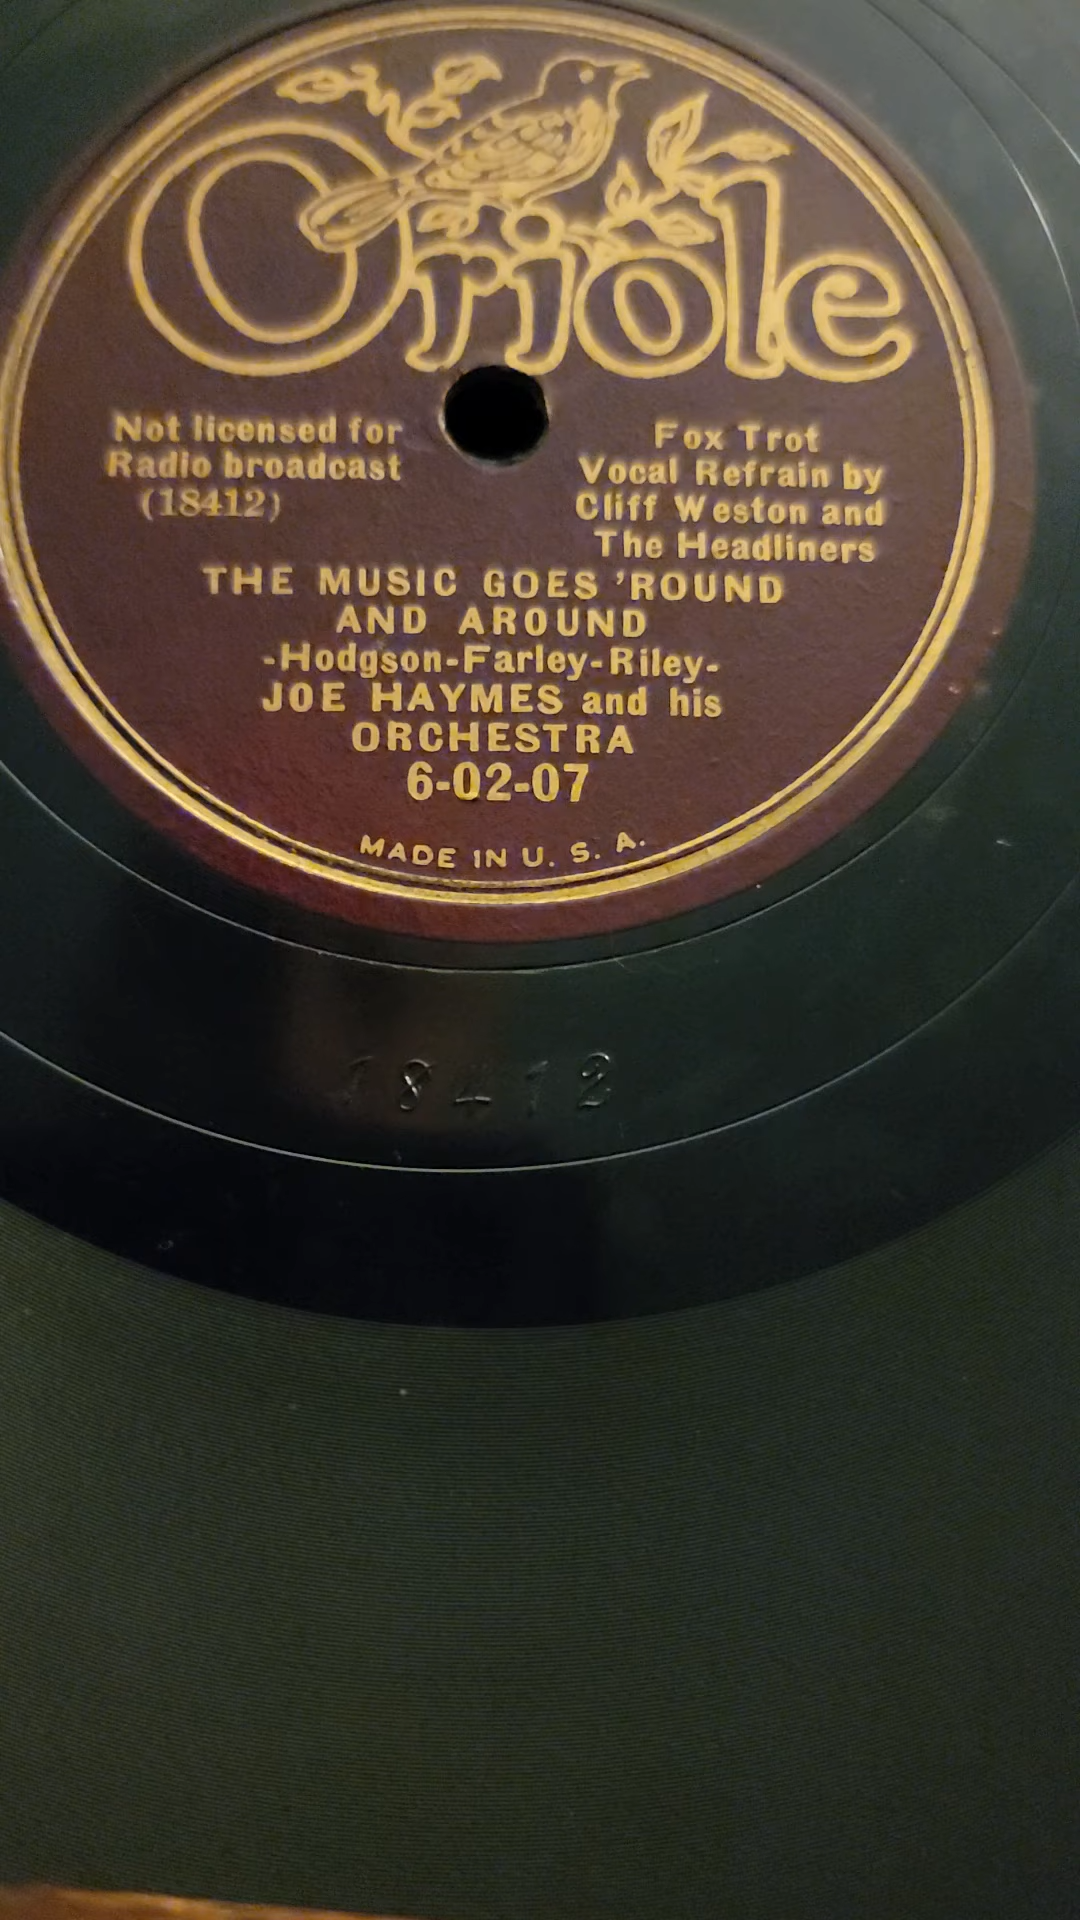 Oriole
Not licensed for
Radio broadcast
(18412)
Fox Trot
Vocal Refrain by
Cliff Weston and
The Headliners
THE MUSIC GOES 'ROUND
AND AROUND
-Hodgson-Farley-Riley-
JOE HAYMES and his
ORCHESTRA
6-02-07
MADE IN U. S. A.
18412